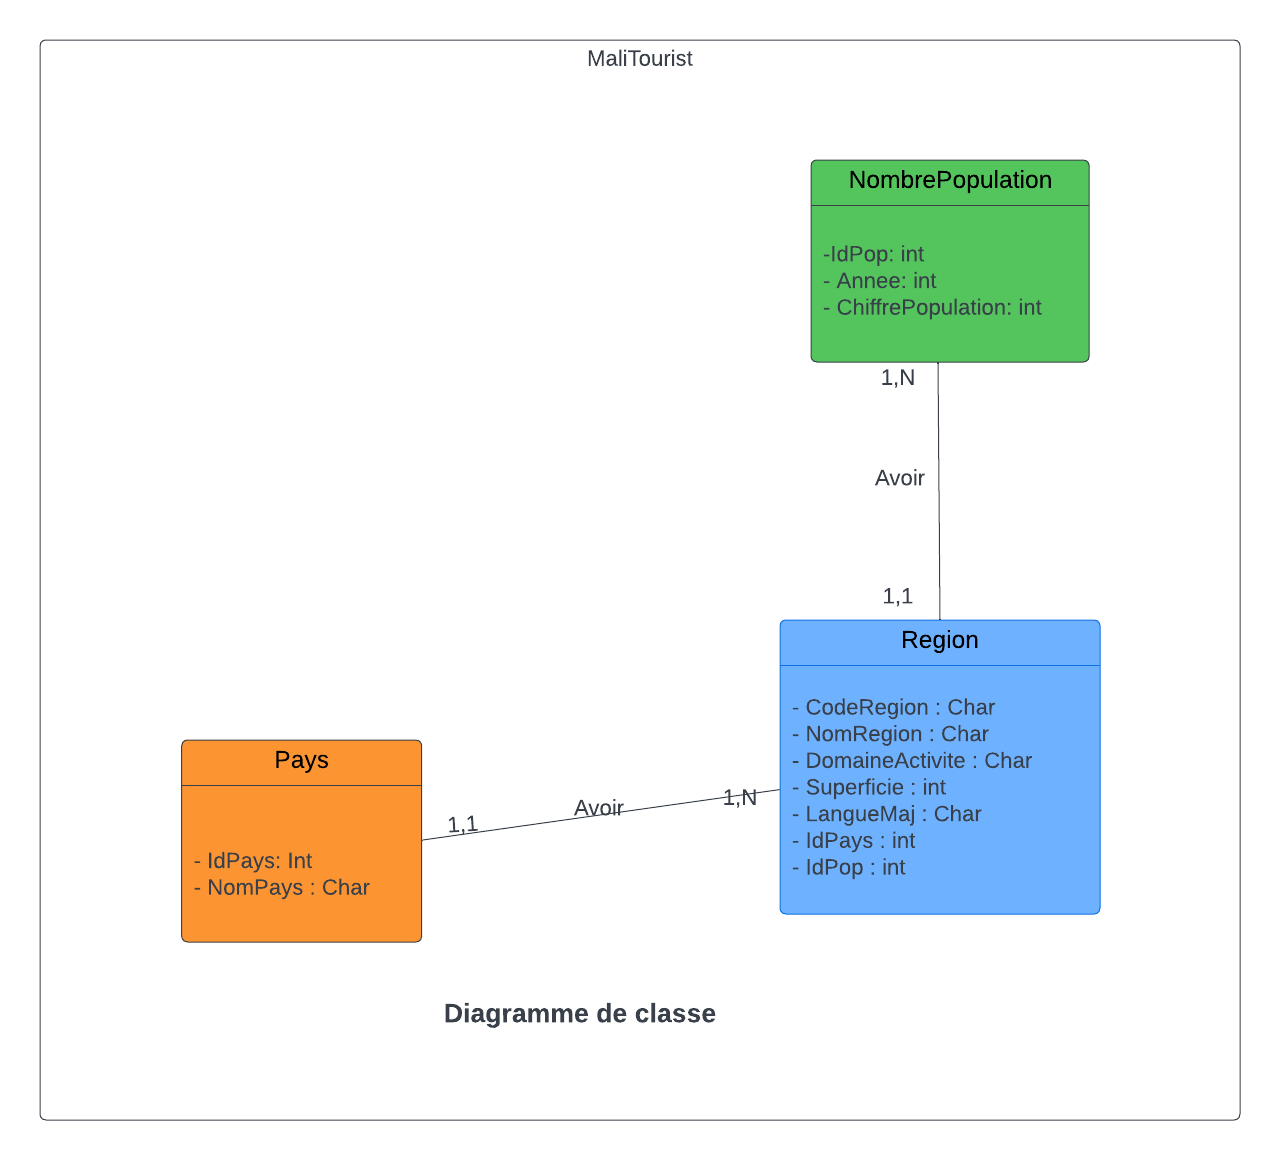 MaliTourist
NombrePopulation
-IdPop: int
- Annee: int
- ChiffrePopulation: int
1,N
Avoir
1,1
Region
- CodeRegion : Char
- NomRegion : Char
- DomaineActivite : Char
- Superficie : int
- LangueMaj : Char
- IdPays : int
- IdPop : int
Pays
- IdPays: Int
- NomPays : Char
1,1
Avoir
1,N
Diagramme de classe